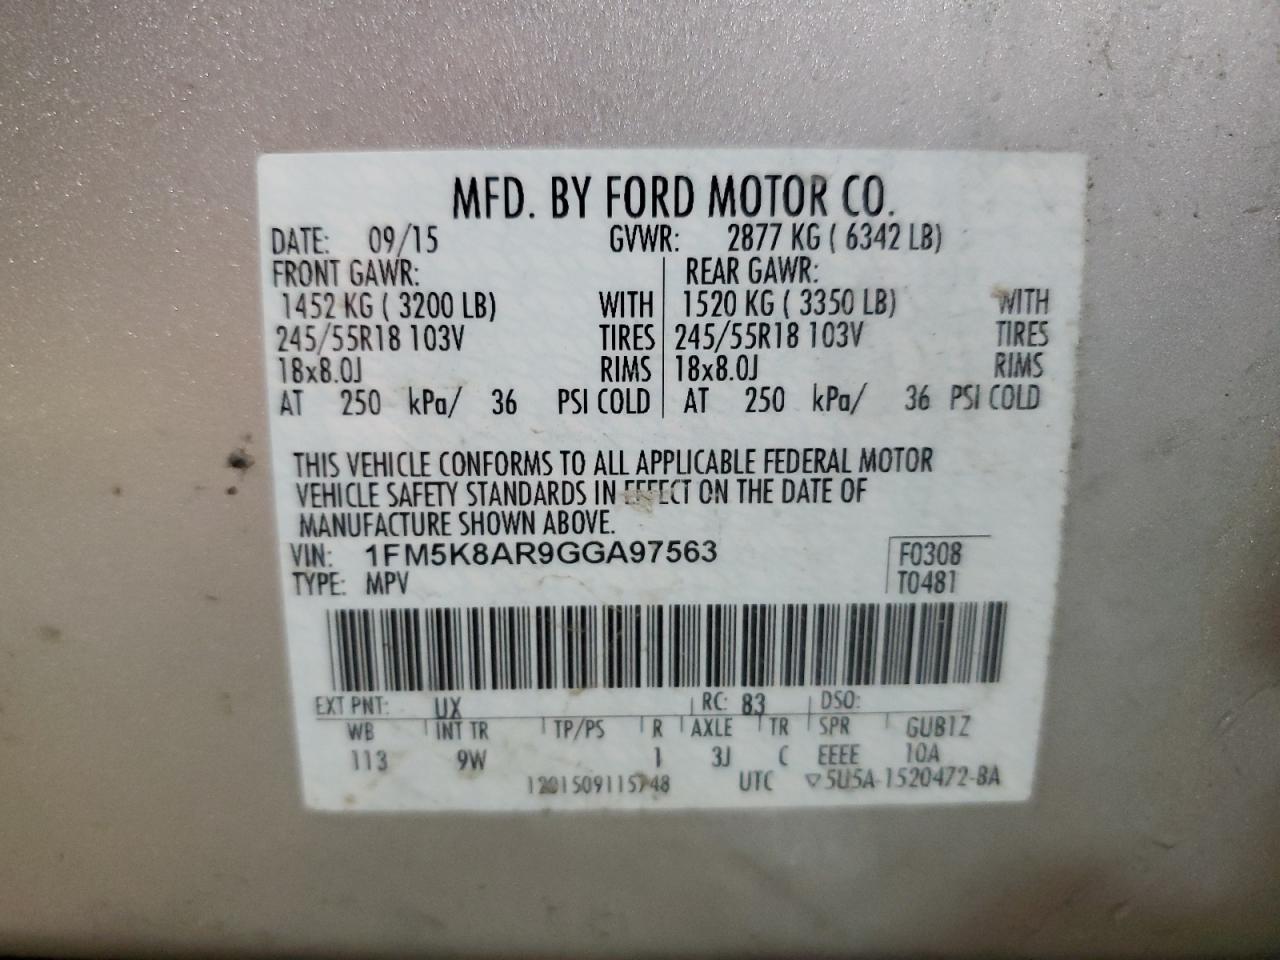 MFD. BY FORD MOTOR CO.
DATE: 09/15 GVWR: 2877 KG ( 6342 LB)
FRONT GAWR: REAR GAWR:
1452 KG ( 3200 LB) WITH 1520 KG ( 3350 LB) WITH
245/55R18 103V TIRES 245/55R18 103V TIRES
18x8.0J RIMS 18x8.0J RIMS
AT 250 kPa/ 36 PSI COLD AT 250 kPa/ 36 PSI COLD
THIS VEHICLE CONFORMS TO ALL APPLICABLE FEDERAL MOTOR
VEHICLE SAFETY STANDARDS IN EFFECT ON THE DATE OF
MANUFACTURE SHOWN ABOVE.
VIN: 1FM5K8AR9GGA97563 F0308
TYPE: MPV T0481
EXT PNT: UX RC: 83 DSO:
WB INT TR TP/PS R AXLE TR SPR GUB1Z
113 9W 1 3J C EEEE 10A
1201509115748 UTC ▽5U5A-1520472-BA